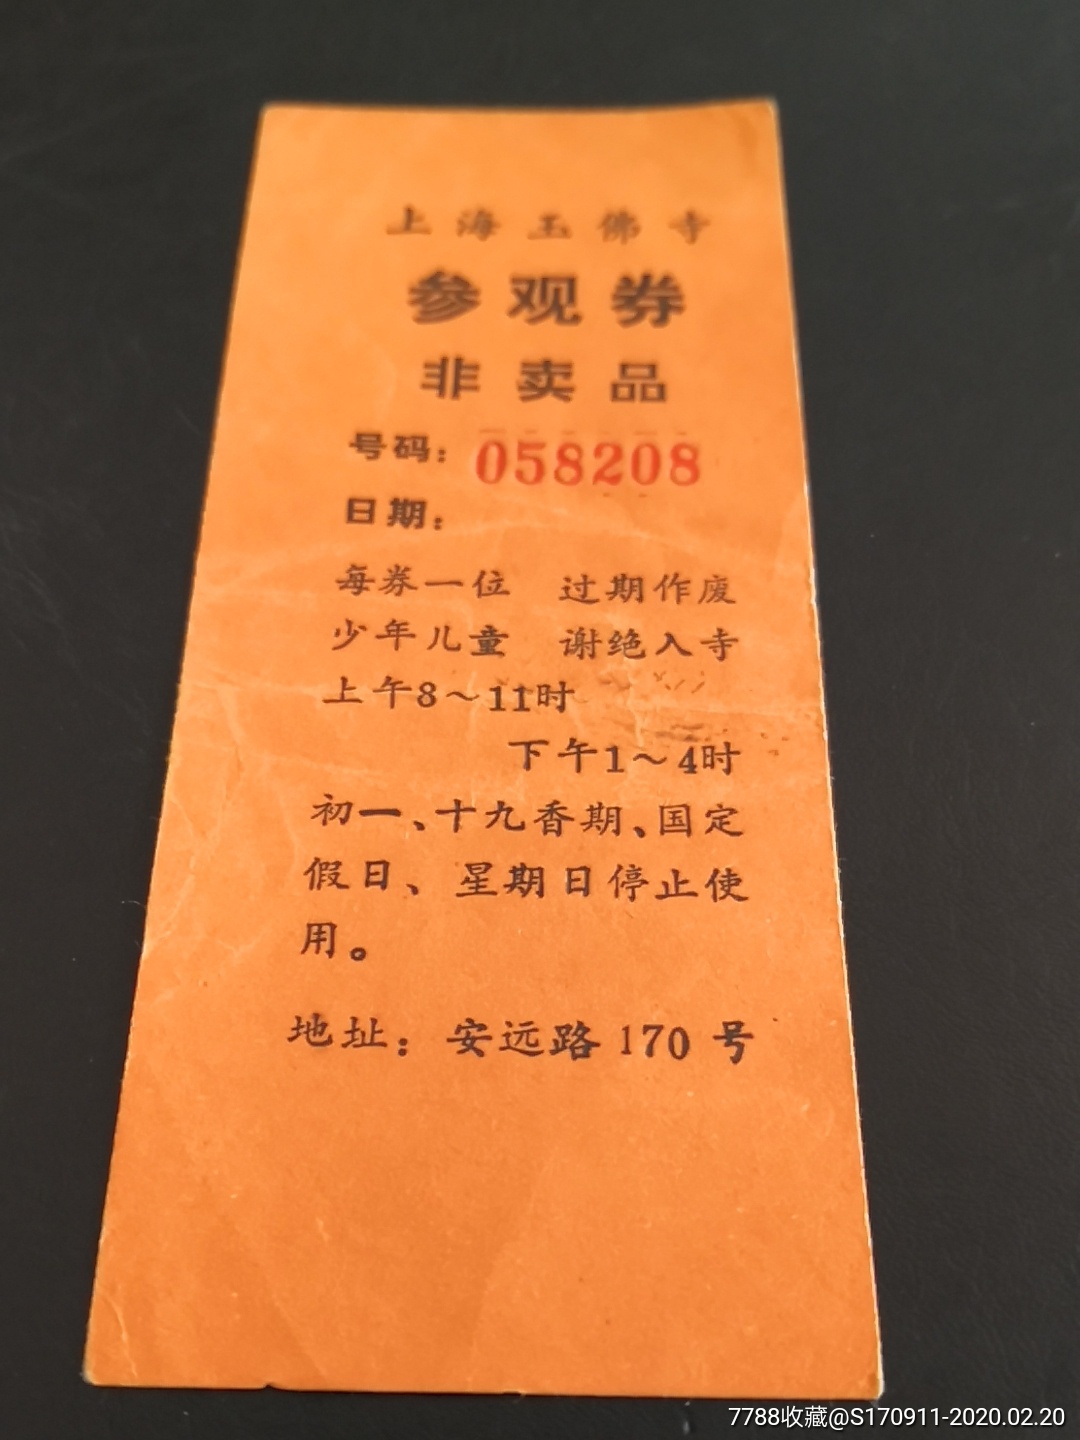 上海玉佛寺
参观券
非卖品
号码：058208
日期：
每券一位　过期作废
少年儿童　谢绝入寺
上午8～11时
下午1～4时
初一、十九香期、国定
假日、星期日停止使
用。
地址：安远路 170 号
7788收藏@S170911-2020.02.20